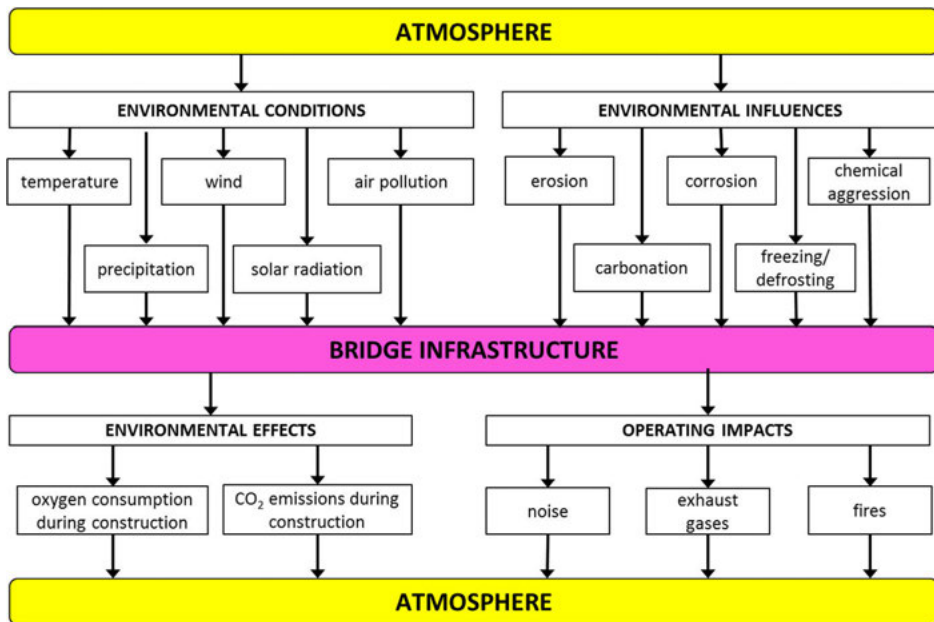 ATMOSPHERE
ENVIRONMENTAL CONDITIONS
ENVIRONMENTAL INFLUENCES
temperature
wind
air pollution
erosion
corrosion
chemical
aggression
precipitation
solar radiation
carbonation
freezing/
defrosting
BRIDGE INFRASTRUCTURE
ENVIRONMENTAL EFFECTS
OPERATING IMPACTS
oxygen consumption
during construction
CO₂ emissions during
construction
noise
exhaust
gases
fires
ATMOSPHERE